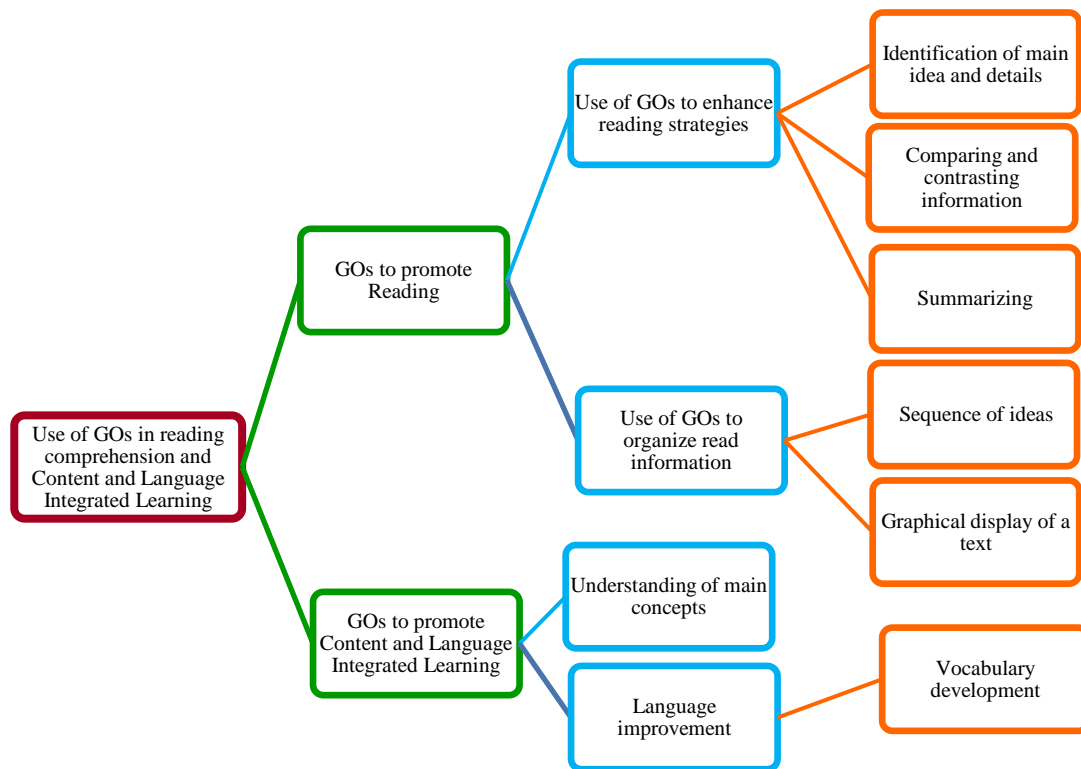 Use of GOs in reading
comprehension and
Content and Language
Integrated Learning
GOs to promote
Reading
Use of GOs to enhance
reading strategies
Identification of main
idea and details
Comparing and
contrasting
information
Summarizing
Use of GOs to
organize read
information
Sequence of ideas
Graphical display of a
text
GOs to promote
Content and Language
Integrated Learning
Understanding of main
concepts
Language
improvement
Vocabulary
development